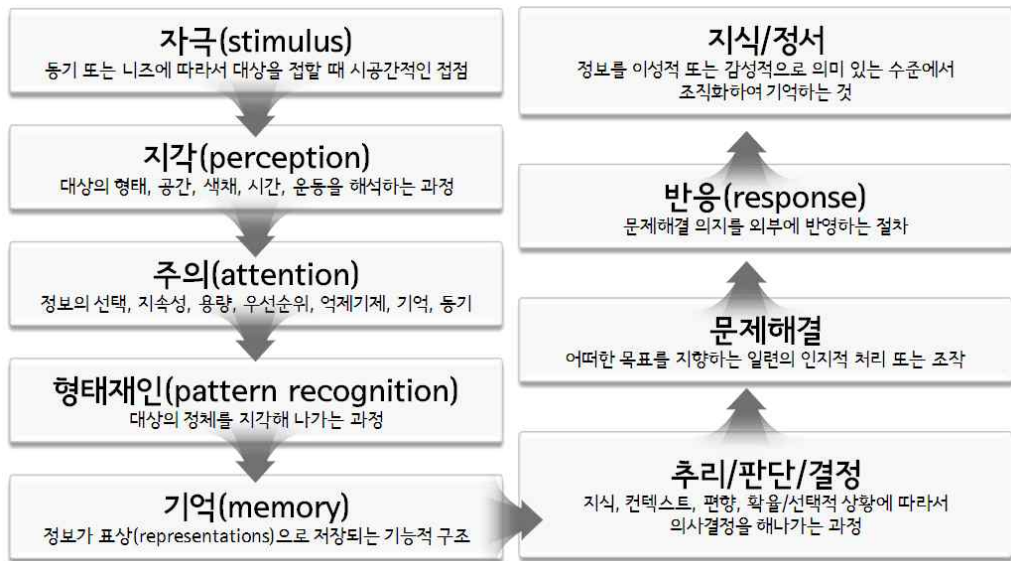 자극(stimulus)
동기 또는 니즈에 따라서 대상을 접할 때 시공간적인 접점
지각(perception)
대상의 형태, 공간, 색채, 시간, 운동을 해석하는 과정
주의(attention)
정보의 선택, 지속성, 용량, 우선순위, 억제기제, 기억, 동기
형태재인(pattern recognition)
대상의 정체를 지각해 나가는 과정
기억(memory)
정보가 표상(representations)으로 저장되는 기능적 구조
추리/판단/결정
지식, 컨텍스트, 편향, 확율/선택적 상황에 따라서
의사결정을 해나가는 과정
문제해결
어떠한 목표를 지향하는 일련의 인지적 처리 또는 조작
반응(response)
문제해결 의지를 외부에 반영하는 절차
지식/정서
정보를 이성적 또는 감성적으로 의미 있는 수준에서
조직화하여 기억하는 것